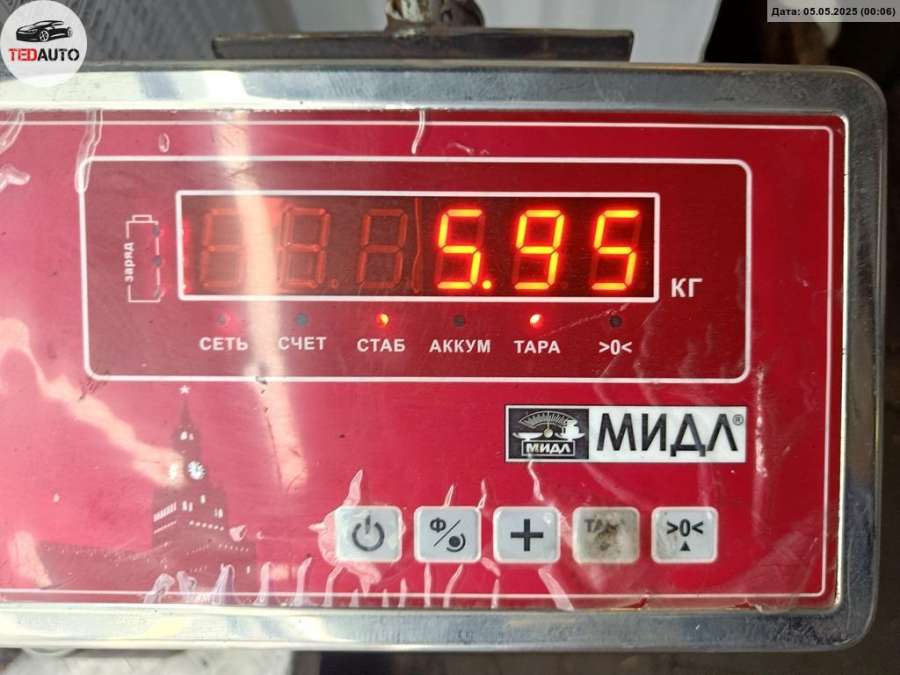 TEDAUTO
Дата: 05.05.2025 (00:06)
заряд
5.95
КГ
СЕТЬ СЧЕТ СТАБ АККУМ ТАРА >0<
МИДЛ
МИДЛ®
Ф
+
ТАРА
>0<